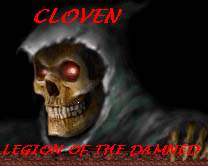 CLOVEN
LEGION OF THE DAMNED